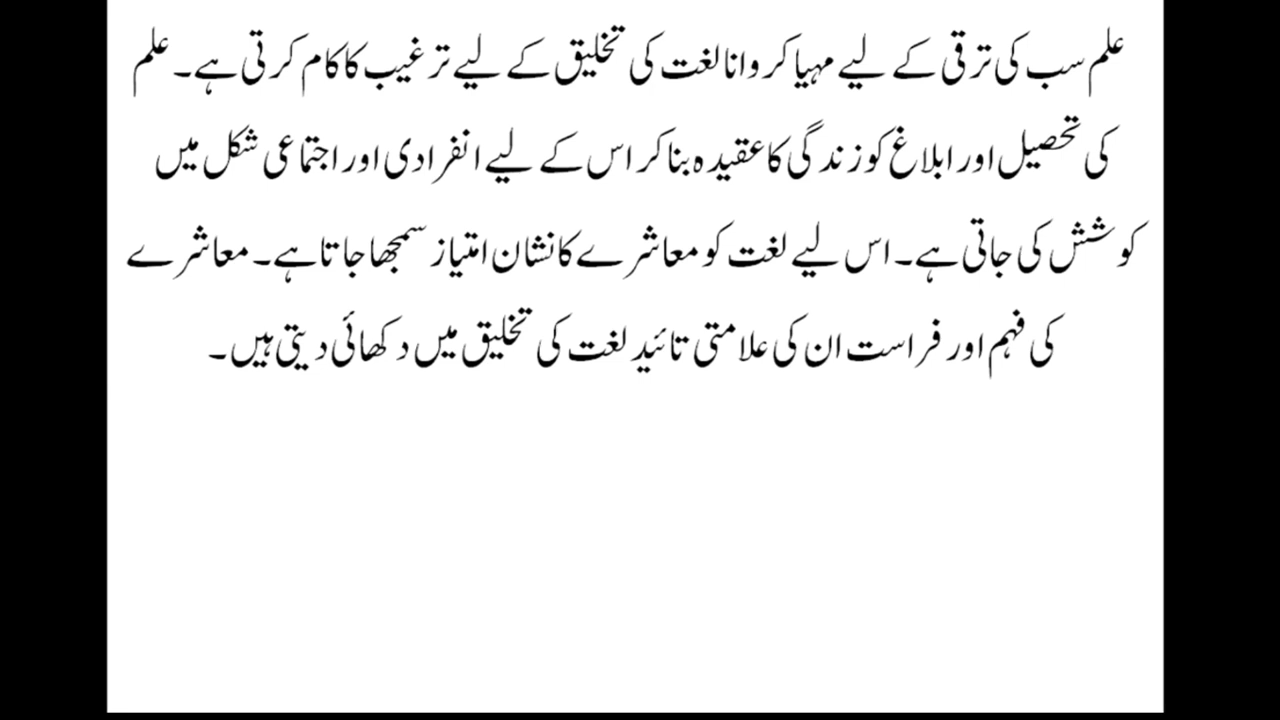 علم سب کی ترقی کے لیے مہیا کروانا لغت کی تخلیق کے لیے ترغیب کا کام کرتی ہے۔ علم
کی تحصیل اور ابلاغ کو زندگی کا عقیدہ بنا کر اس کے لیے انفرادی اور اجتماعی شکل میں
کوشش کی جاتی ہے۔ اس لیے لغت کو معاشرے کا نشان امتیاز سمجھا جاتا ہے۔ معاشرے
کی فہم اور فراست ان کی علامتی تائید لغت کی تخلیق میں دکھائی دیتی ہیں۔